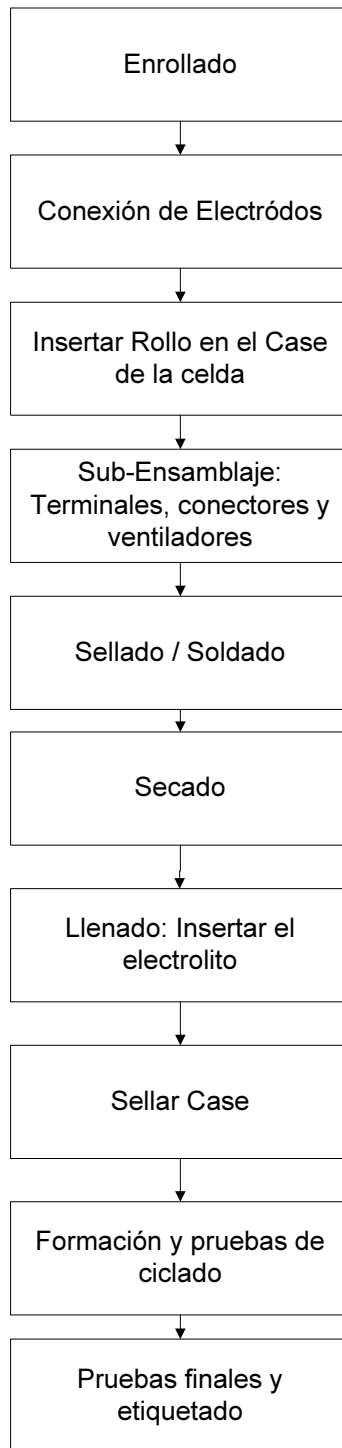 Enrollado
Conexión de Electródos
Insertar Rollo en el Case
de la celda
Sub-Ensamblaje:
Terminales, conectores y
ventiladores
Sellado / Soldado
Secado
Llenado: Insertar el
electrolito
Sellar Case
Formación y pruebas de
ciclado
Pruebas finales y
etiquetado